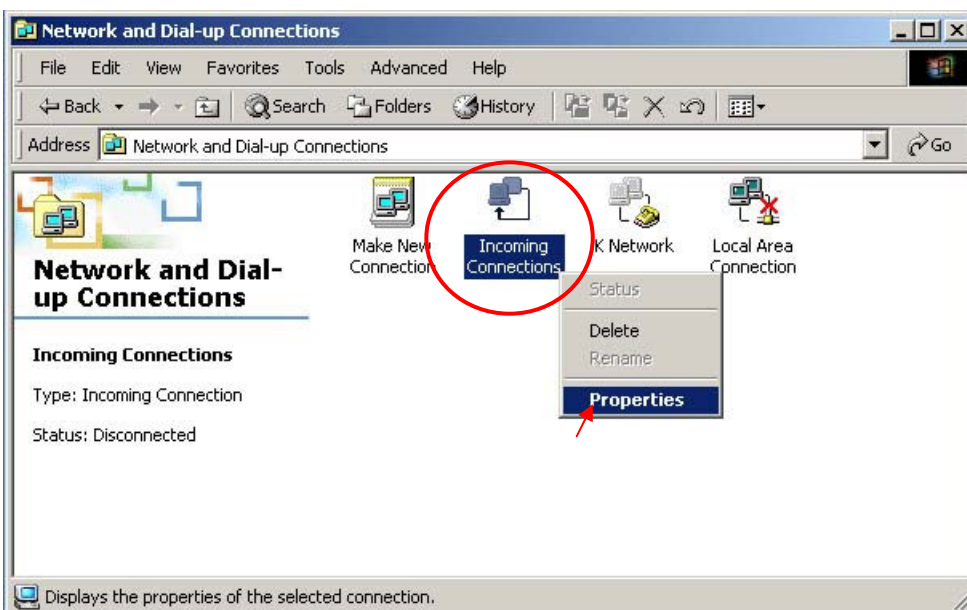 Network and Dial-up Connections
File Edit View Favorites Tools Advanced Help
Back Search Folders History
Address Network and Dial-up Connections Go
Make New
Connection
Incoming
Connections
K Network
Local Area
Connection
Network and Dial-
up Connections
Incoming Connections
Type: Incoming Connection
Status: Disconnected
Status
Delete
Rename
Properties
Displays the properties of the selected connection.